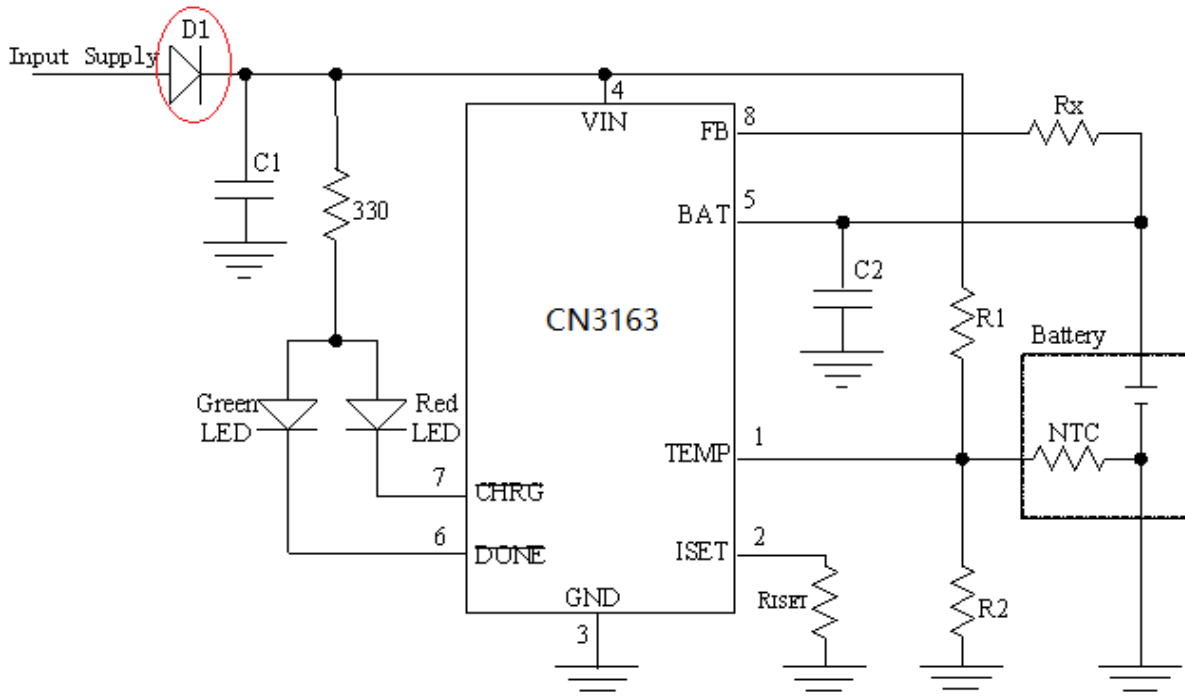 D1
Input Supply
4
VIN
FB
8
Rx
C1
330
BAT
5
C2
CN3163
R1
Battery
Green
LED
Red
LED
NTC
TEMP
1
7
CHRG
6
DONE
ISET
2
GND
RISET
R2
3